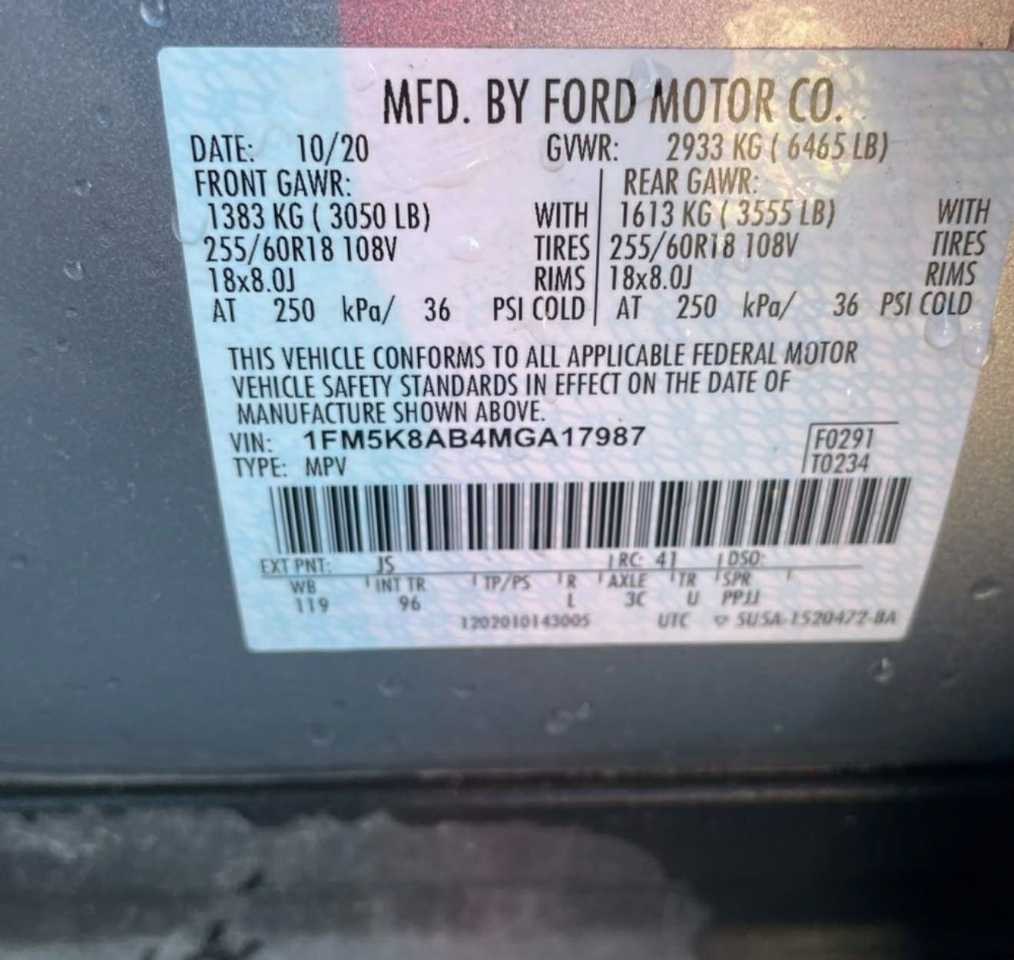 MFD. BY FORD MOTOR CO.
DATE: 10/20 GVWR: 2933 KG ( 6465 LB)
FRONT GAWR: REAR GAWR:
1383 KG ( 3050 LB) WITH 1613 KG ( 3555 LB) WITH
255/60R18 108V TIRES 255/60R18 108V TIRES
18x8.0J RIMS 18x8.0J RIMS
AT 250 kPa/ 36 PSI COLD AT 250 kPa/ 36 PSI COLD
THIS VEHICLE CONFORMS TO ALL APPLICABLE FEDERAL MOTOR
VEHICLE SAFETY STANDARDS IN EFFECT ON THE DATE OF
MANUFACTURE SHOWN ABOVE.
VIN: 1FM5K8AB4MGA17987 F0291
TYPE: MPV T0234
EXT PNT: JS RC: 41 DSO:
WB INT TR TP/PS R AXLE TR SPR
119 96 L 3C U PPJJ
1202010143005 UTC ▽ 5U5A-1520472-BA